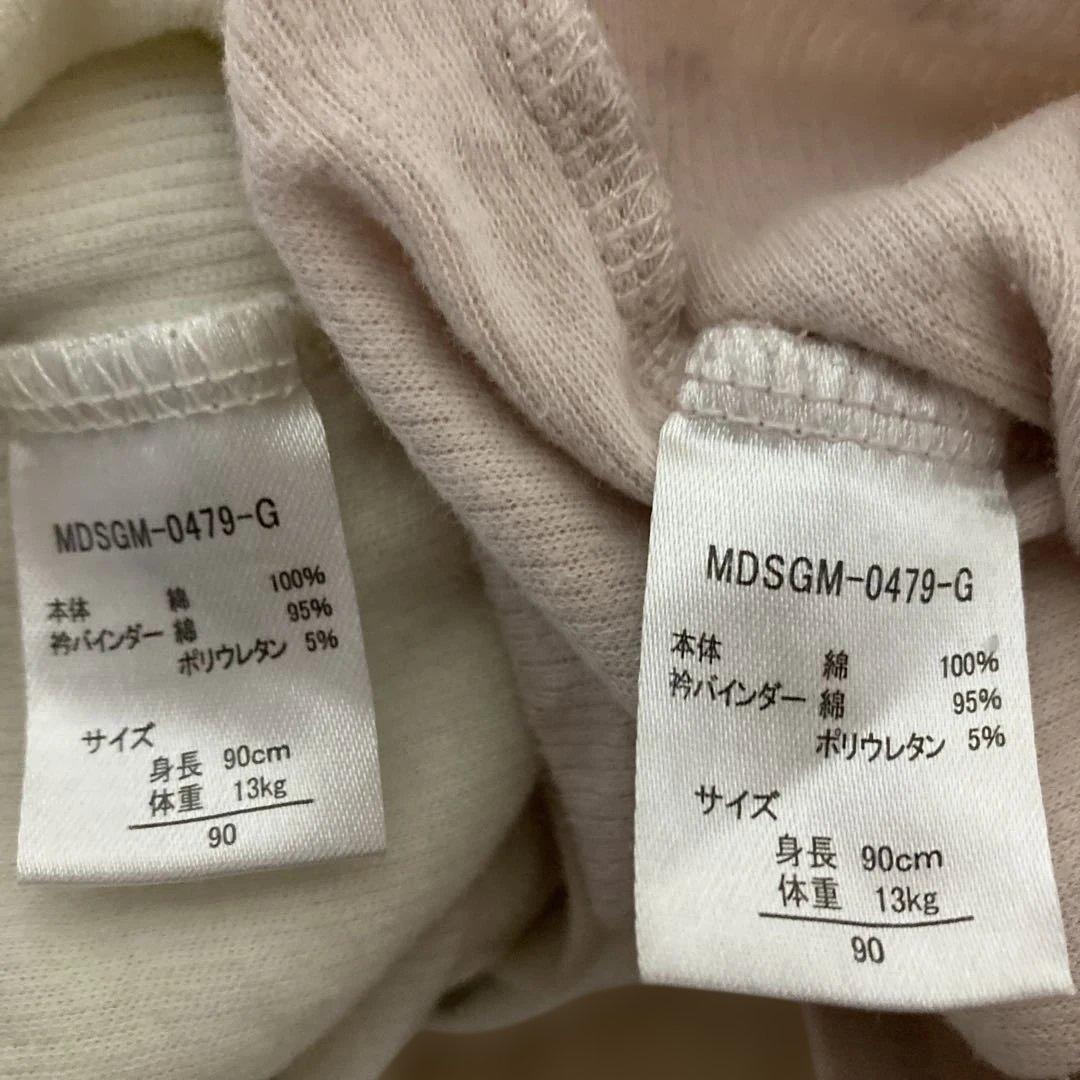 MDSGM-0479-G
本体 綿 100%
衿バインダー 綿 95%
ポリウレタン 5%
サイズ
身長 90cm
体重 13kg
90
MDSGM-0479-G
本体 綿 100%
衿バインダー 綿 95%
ポリウレタン 5%
サイズ
身長 90cm
体重 13kg
90